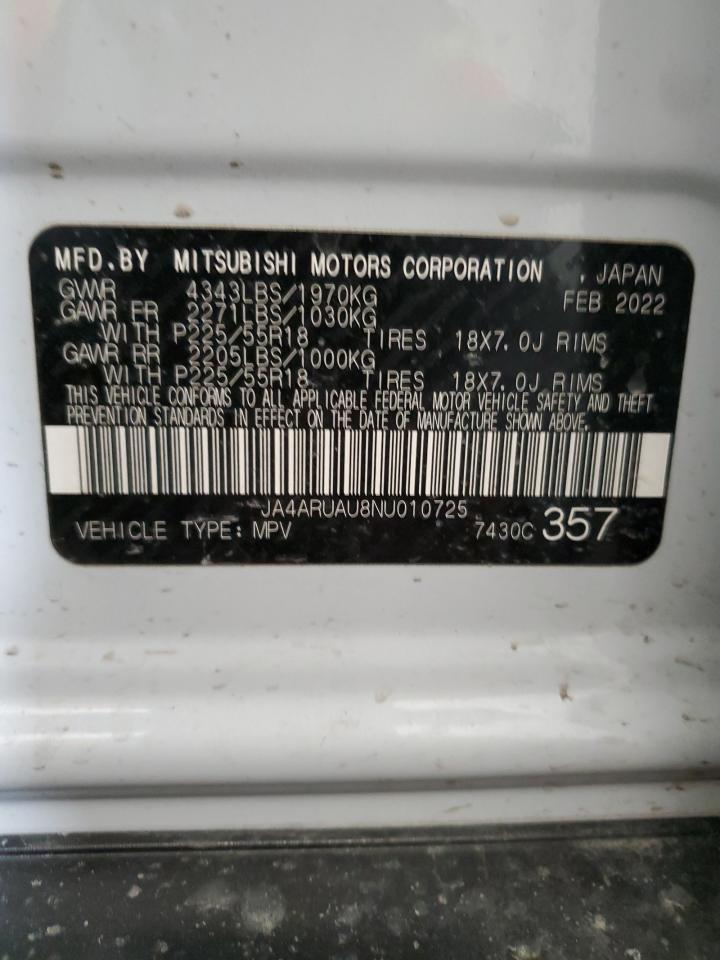 MFD.BY MITSUBISHI MOTORS CORPORATION , JAPAN
GVWR 4343LBS/1970KG FEB 2022
GAWR FR 2271LBS/1030KG
WITH P225/55R18 TIRES 18X7.0J RIMS
GAWR RR 2205LBS/1000KG
WITH P225/55R18 TIRES 18X7.0J RIMS
THIS VEHICLE CONFORMS TO ALL APPLICABLE FEDERAL MOTOR VEHICLE SAFETY AND THEFT
PREVENTION STANDARDS IN EFFECT ON THE DATE OF MANUFACTURE SHOWN ABOVE.
JA4ARUAU8NU010725
VEHICLE TYPE: MPV 7430C 357